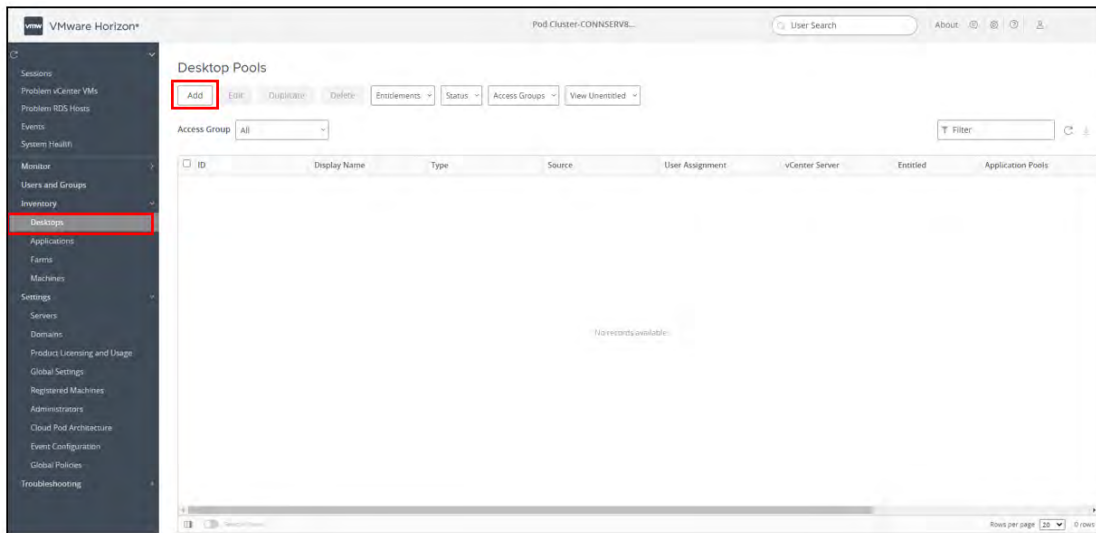 vmw VMware Horizon®
Pod Cluster-CONNSERV8...
User Search
About
Sessions
Problem vCenter VMs
Problem RDS Hosts
Events
System Health
Monitor
Users and Groups
Inventory
Desktops
Applications
Farms
Machines
Settings
Servers
Domains
Product Licensing and Usage
Global Settings
Registered Machines
Administrators
Cloud Pod Architecture
Event Configuration
Global Policies
Troubleshooting
Desktop Pools
Add Edit Duplicate Delete Entitlements Status Access Groups View Unentitled
Access Group All Filter
ID Display Name Type Source User Assignment vCenter Server Entitled Application Pools
No records available.
Rows per page 20 0 rows